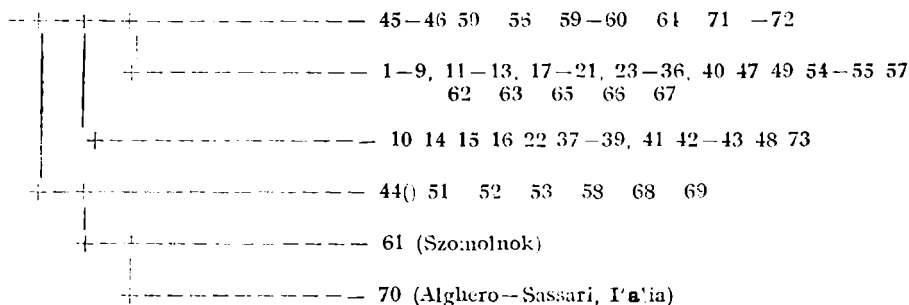 45–46 50 56 59–60 64 71 –72
1–9, 11–13, 17–21, 23–36, 40 47 49 54–55 57
62 63 65 66 67
10 14 15 16 22 37–39, 41 42–43 48 73
44() 51 52 53 58 68 69
61 (Szomolnok)
70 (Alghero–Sassari, Italia)